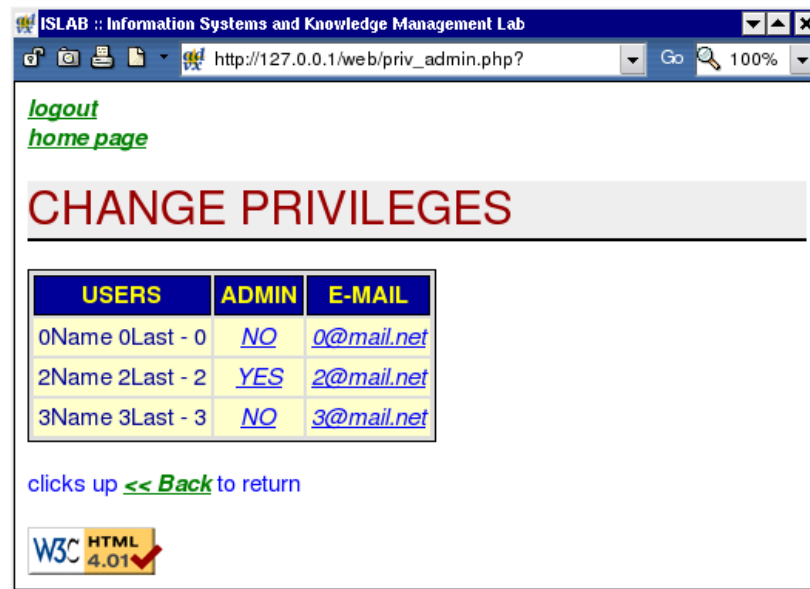 ISLAB :: Information Systems and Knowledge Management Lab
http://127.0.0.1/web/priv_admin.php? Go 100%
logout
home page
CHANGE PRIVILEGES
USERS ADMIN E-MAIL
0Name 0Last - 0 NO 0@mail.net
2Name 2Last - 2 YES 2@mail.net
3Name 3Last - 3 NO 3@mail.net
clicks up << Back to return
W3C HTML 4.01